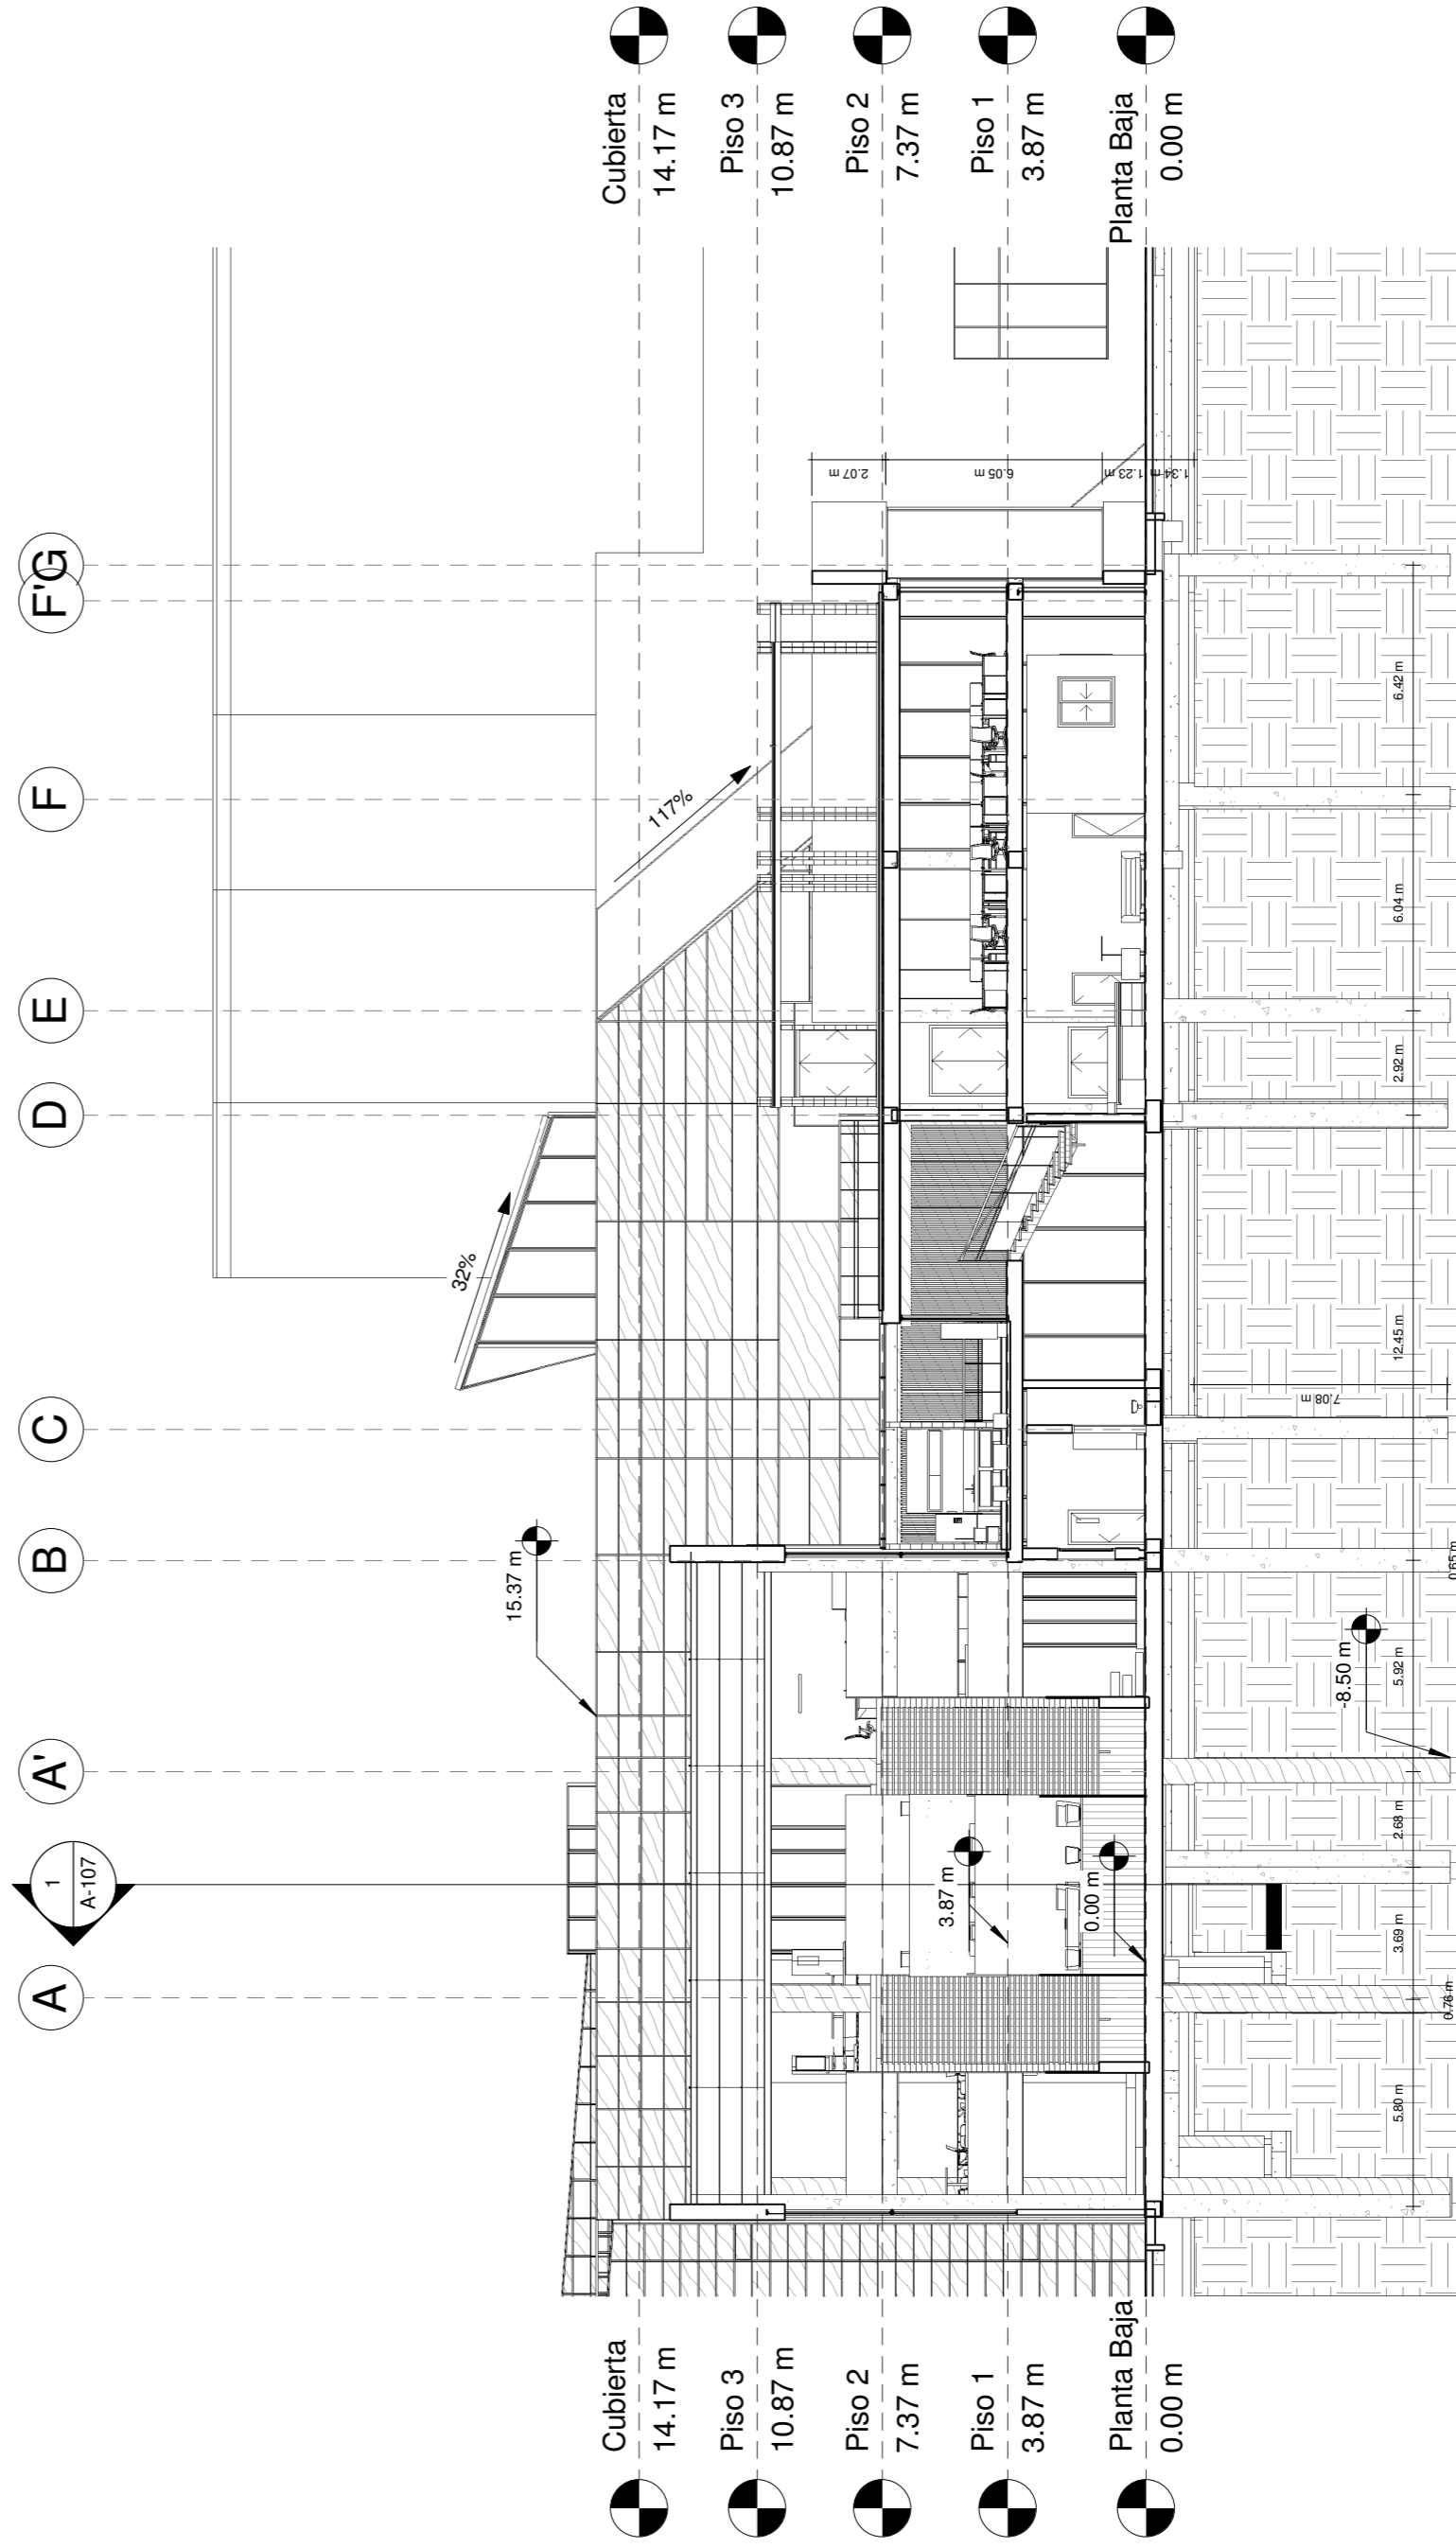 A
A'
B
C
D
E
F
F'
G
1
A-107
Cubierta
14.17 m
Piso 3
10.87 m
Piso 2
7.37 m
Piso 1
3.87 m
Planta Baja
0.00 m
Cubierta
14.17 m
Piso 3
10.87 m
Piso 2
7.37 m
Piso 1
3.87 m
Planta Baja
0.00 m
15.37 m
32%
117%
3.87 m
0.00 m
-8.50 m
2.07 m
6.05 m
1.23 m
1.34 m
7.08 m
5.80 m
3.69 m
2.68 m
5.92 m
12.45 m
2.92 m
6.04 m
6.42 m
0.76 m
0.65 m